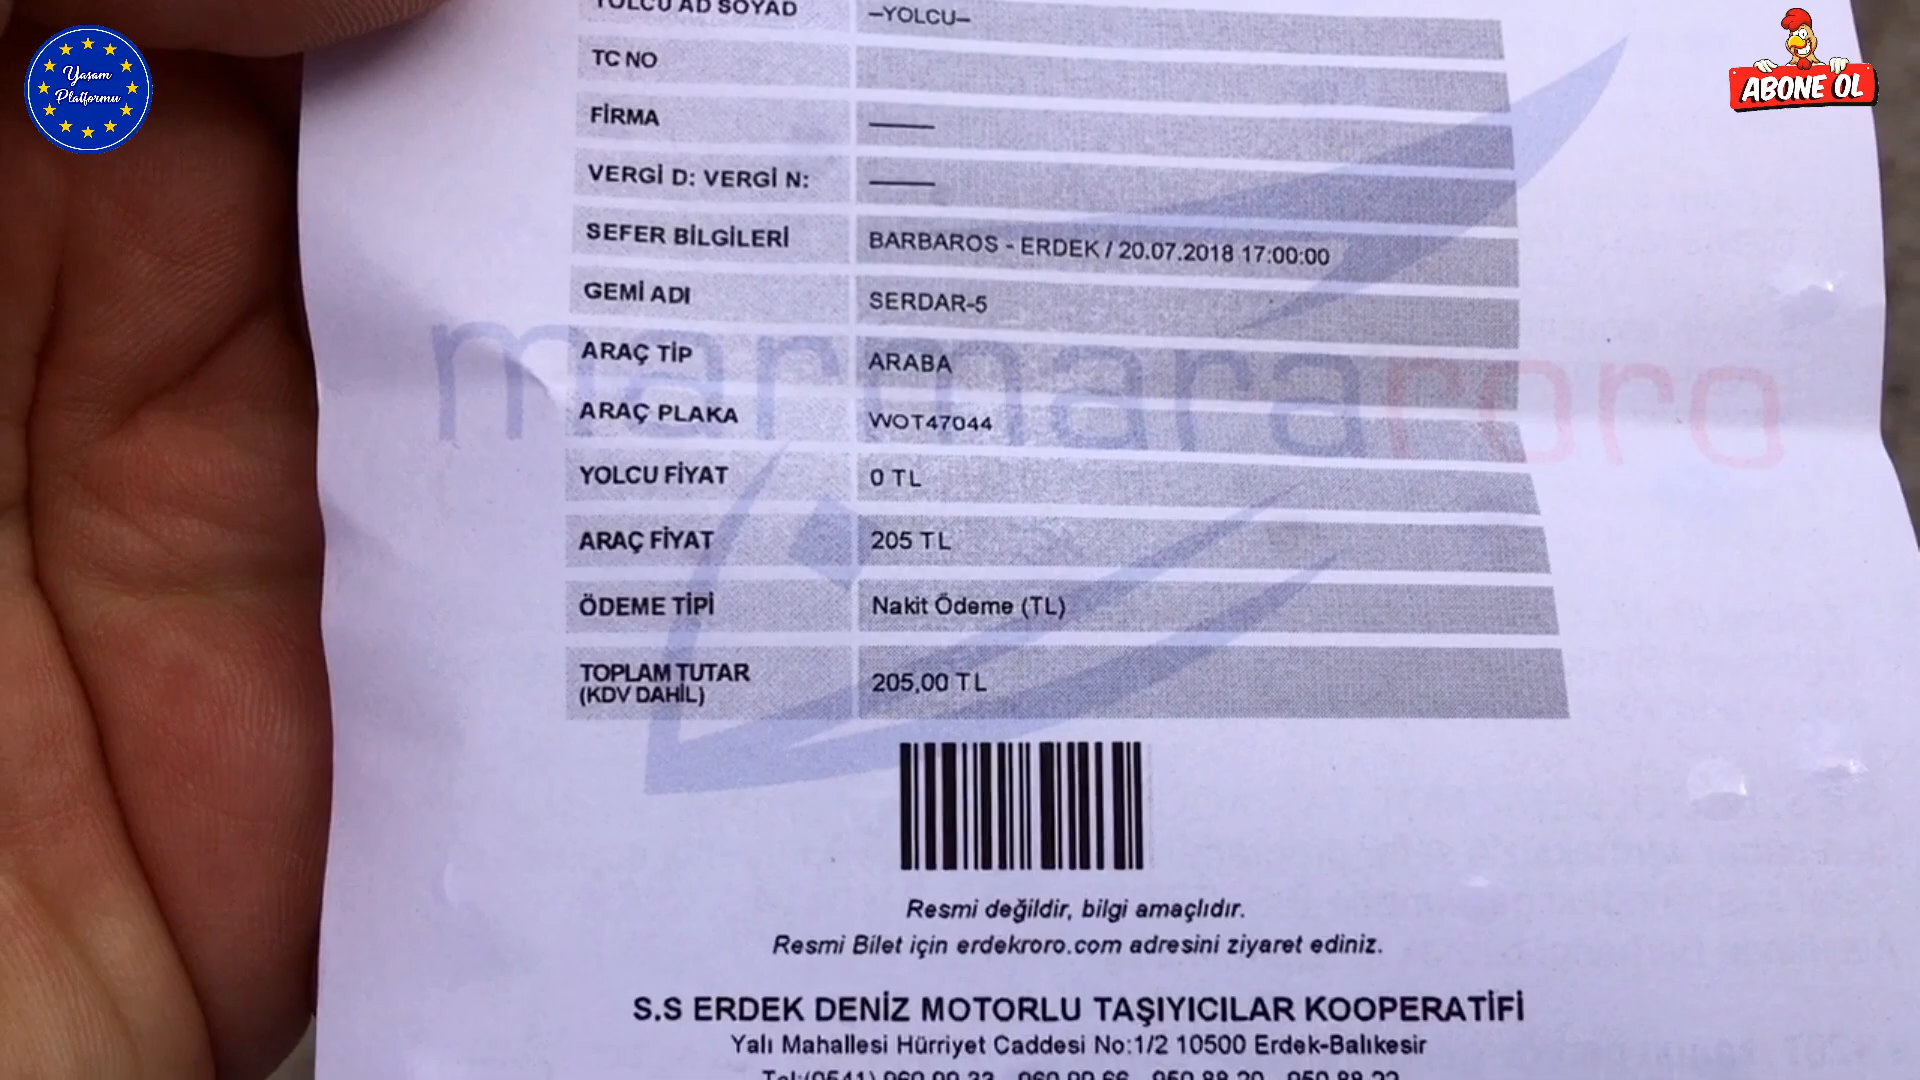 Yasam
Platformu
ABONE OL
YOLCU AD SOYAD –YOLCU–
TC NO
FİRMA
VERGİ D: VERGİ N:
SEFER BİLGİLERİ BARBAROS - ERDEK / 20.07.2018 17:00:00
GEMİ ADI SERDAR-5
ARAÇ TİP ARABA
marmararoro
ARAÇ PLAKA WOT47044
YOLCU FİYAT 0 TL
ARAÇ FİYAT 205 TL
ÖDEME TİPİ Nakit Ödeme (TL)
TOPLAM TUTAR 205,00 TL
(KDV DAHİL)
Resmi değildir, bilgi amaçlıdır.
Resmi Bilet için erdekroro.com adresini ziyaret ediniz.
S.S ERDEK DENİZ MOTORLU TAŞIYICILAR KOOPERATİFİ
Yalı Mahallesi Hürriyet Caddesi No:1/2 10500 Erdek-Balıkesir